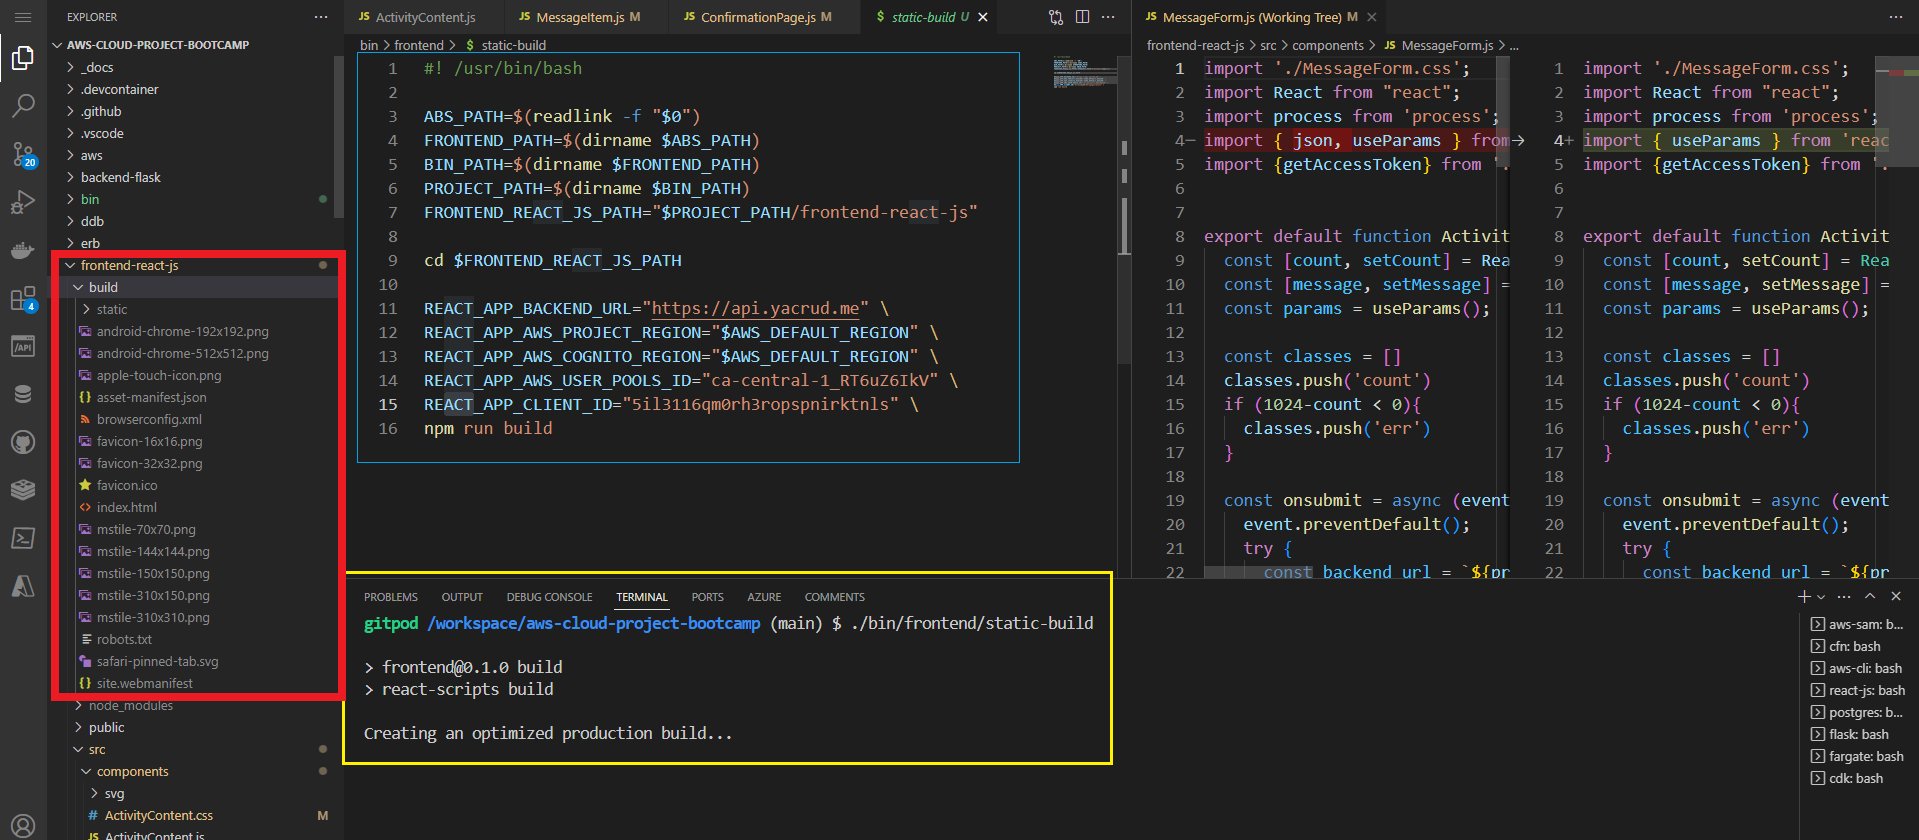 EXPLORER
AWS-CLOUD-PROJECT-BOOTCAMP
_docs
.devcontainer
.github
.vscode
aws
backend-flask
bin
ddb
erb
frontend-react-js
build
static
android-chrome-192x192.png
android-chrome-512x512.png
apple-touch-icon.png
{} asset-manifest.json
browserconfig.xml
favicon-16x16.png
favicon-32x32.png
favicon.ico
<> index.html
mstile-70x70.png
mstile-144x144.png
mstile-150x150.png
mstile-310x150.png
mstile-310x310.png
robots.txt
safari-pinned-tab.svg
{} site.webmanifest
node_modules
public
src
components
svg
# ActivityContent.css M
JS ActivityContent.js
20
4
/API
JS ActivityContent.js
JS MessageItem.js M
JS ConfirmationPage.js M
$ static-build U
bin > frontend > $ static-build
1 #! /usr/bin/bash
2
3 ABS_PATH=$(readlink -f "$0")
4 FRONTEND_PATH=$(dirname $ABS_PATH)
5 BIN_PATH=$(dirname $FRONTEND_PATH)
6 PROJECT_PATH=$(dirname $BIN_PATH)
7 FRONTEND_REACT_JS_PATH="$PROJECT_PATH/frontend-react-js"
8
9 cd $FRONTEND_REACT_JS_PATH
10
11 REACT_APP_BACKEND_URL="https://api.yacrud.me" \
12 REACT_APP_AWS_PROJECT_REGION="$AWS_DEFAULT_REGION" \
13 REACT_APP_AWS_COGNITO_REGION="$AWS_DEFAULT_REGION" \
14 REACT_APP_AWS_USER_POOLS_ID="ca-central-1_RT6uZ6IkV" \
15 REACT_APP_CLIENT_ID="5il3116qm0rh3ropspnirktnls" \
16 npm run build
JS MessageForm.js (Working Tree) M
frontend-react-js > src > components > JS MessageForm.js > ...
1 import './MessageForm.css';
2 import React from "react";
3 import process from 'process';
4− import { json, useParams } from
5 import {getAccessToken} from '.
6
7
8 export default function Activit
9 const [count, setCount] = Rea
10 const [message, setMessage] =
11 const params = useParams();
12
13 const classes = []
14 classes.push('count')
15 if (1024-count < 0){
16 classes.push('err')
17 }
18
19 const onsubmit = async (event
20 event.preventDefault();
21 try {
22 const backend_url = `${pr
1 import './MessageForm.css';
2 import React from "react";
3 import process from 'process';
4+ import { useParams } from 'reac
5 import {getAccessToken} from '.
6
7
8 export default function Activit
9 const [count, setCount] = Rea
10 const [message, setMessage] =
11 const params = useParams();
12
13 const classes = []
14 classes.push('count')
15 if (1024-count < 0){
16 classes.push('err')
17 }
18
19 const onsubmit = async (event
20 event.preventDefault();
21 try {
22 const backend_url = `${pr
PROBLEMS OUTPUT DEBUG CONSOLE TERMINAL PORTS AZURE COMMENTS
gitpod /workspace/aws-cloud-project-bootcamp (main) $ ./bin/frontend/static-build
> frontend@0.1.0 build
> react-scripts build
Creating an optimized production build...
aws-sam: b...
cfn: bash
aws-cli: bash
react-js: bash
postgres: b...
flask: bash
fargate: bash
cdk: bash